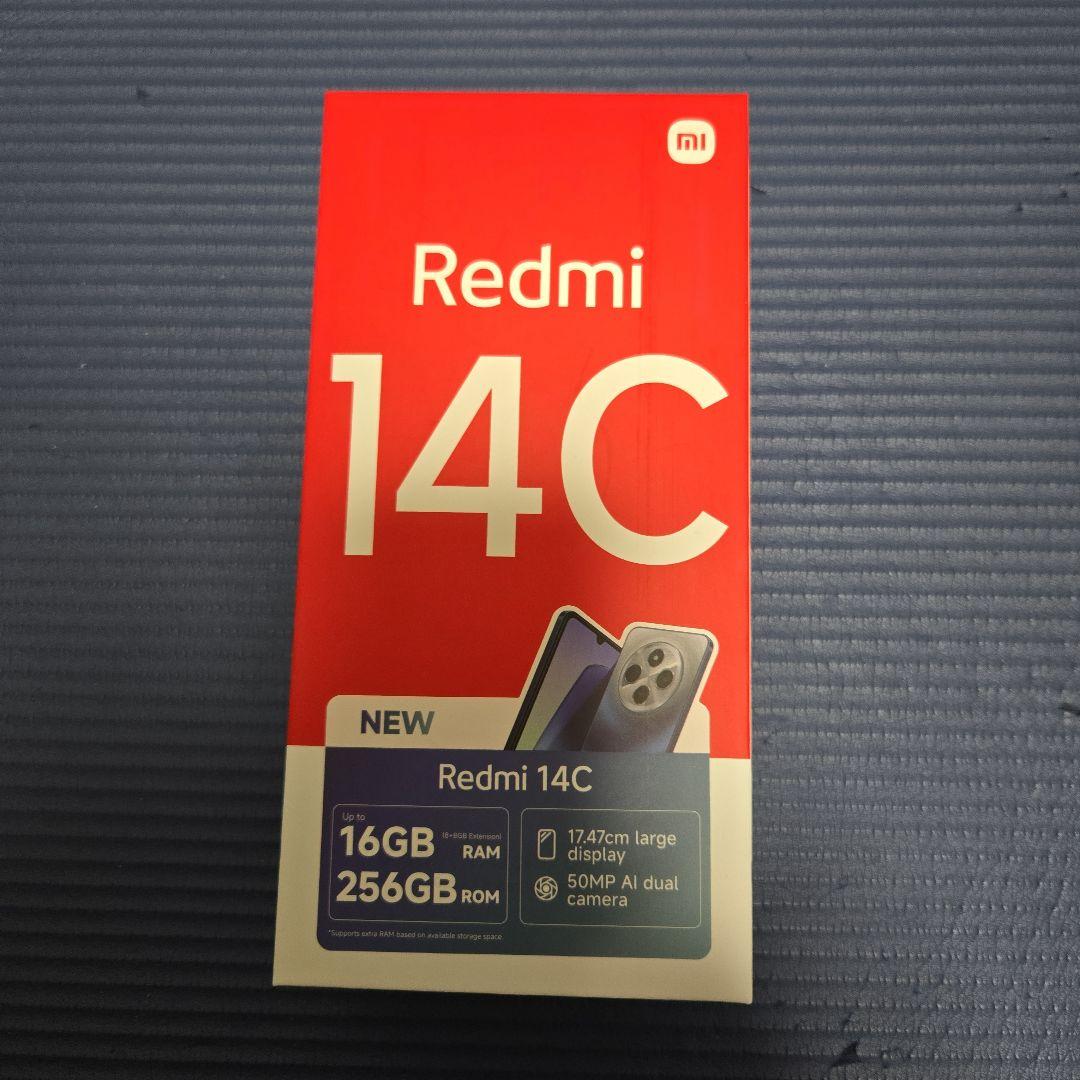 mi
Redmi
14C
NEW
Redmi 14C
Up to
16GB (8+8GB Extension)
RAM
256GB ROM
17.47cm large
display
50MP AI dual
camera
*Supports extra RAM based on available storage space